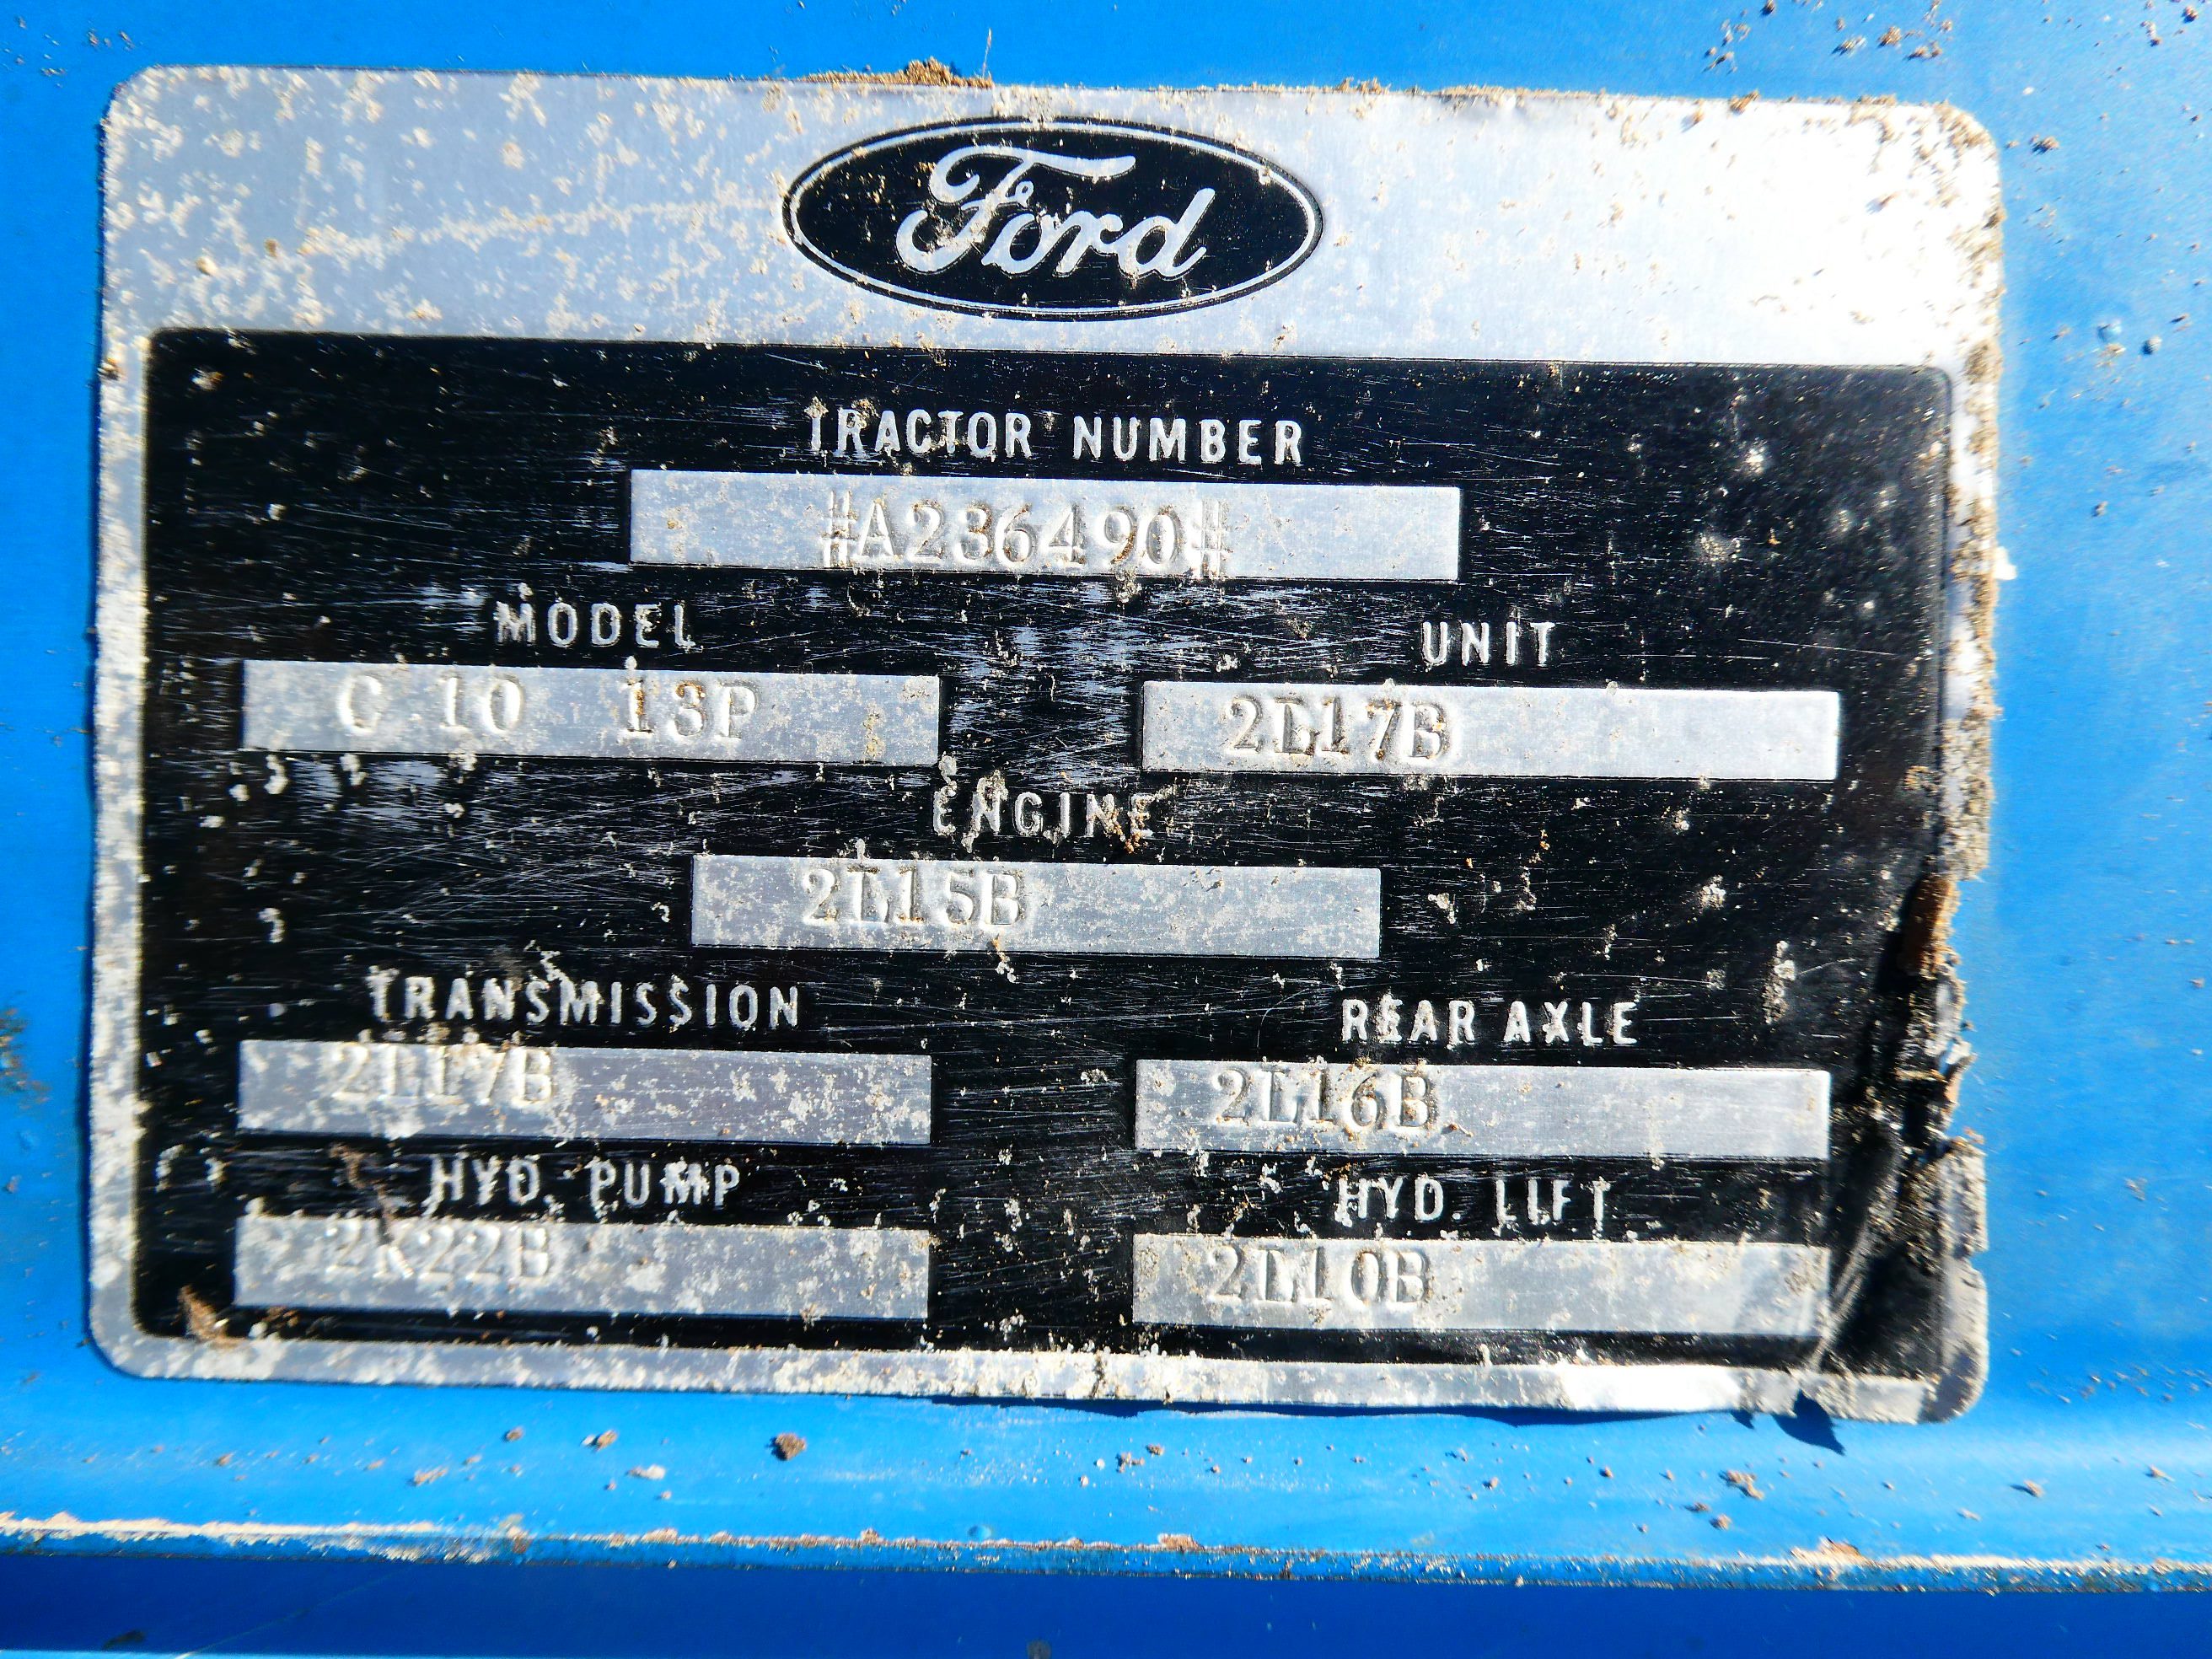 Ford
TRACTOR NUMBER
#A236490#
MODEL
UNIT
C 10 13P
2L17B
ENGINE
2L15B
TRANSMISSION
REAR AXLE
2L17B
2L16B
HYD. PUMP
HYD. LIFT
2K22B
2L10B